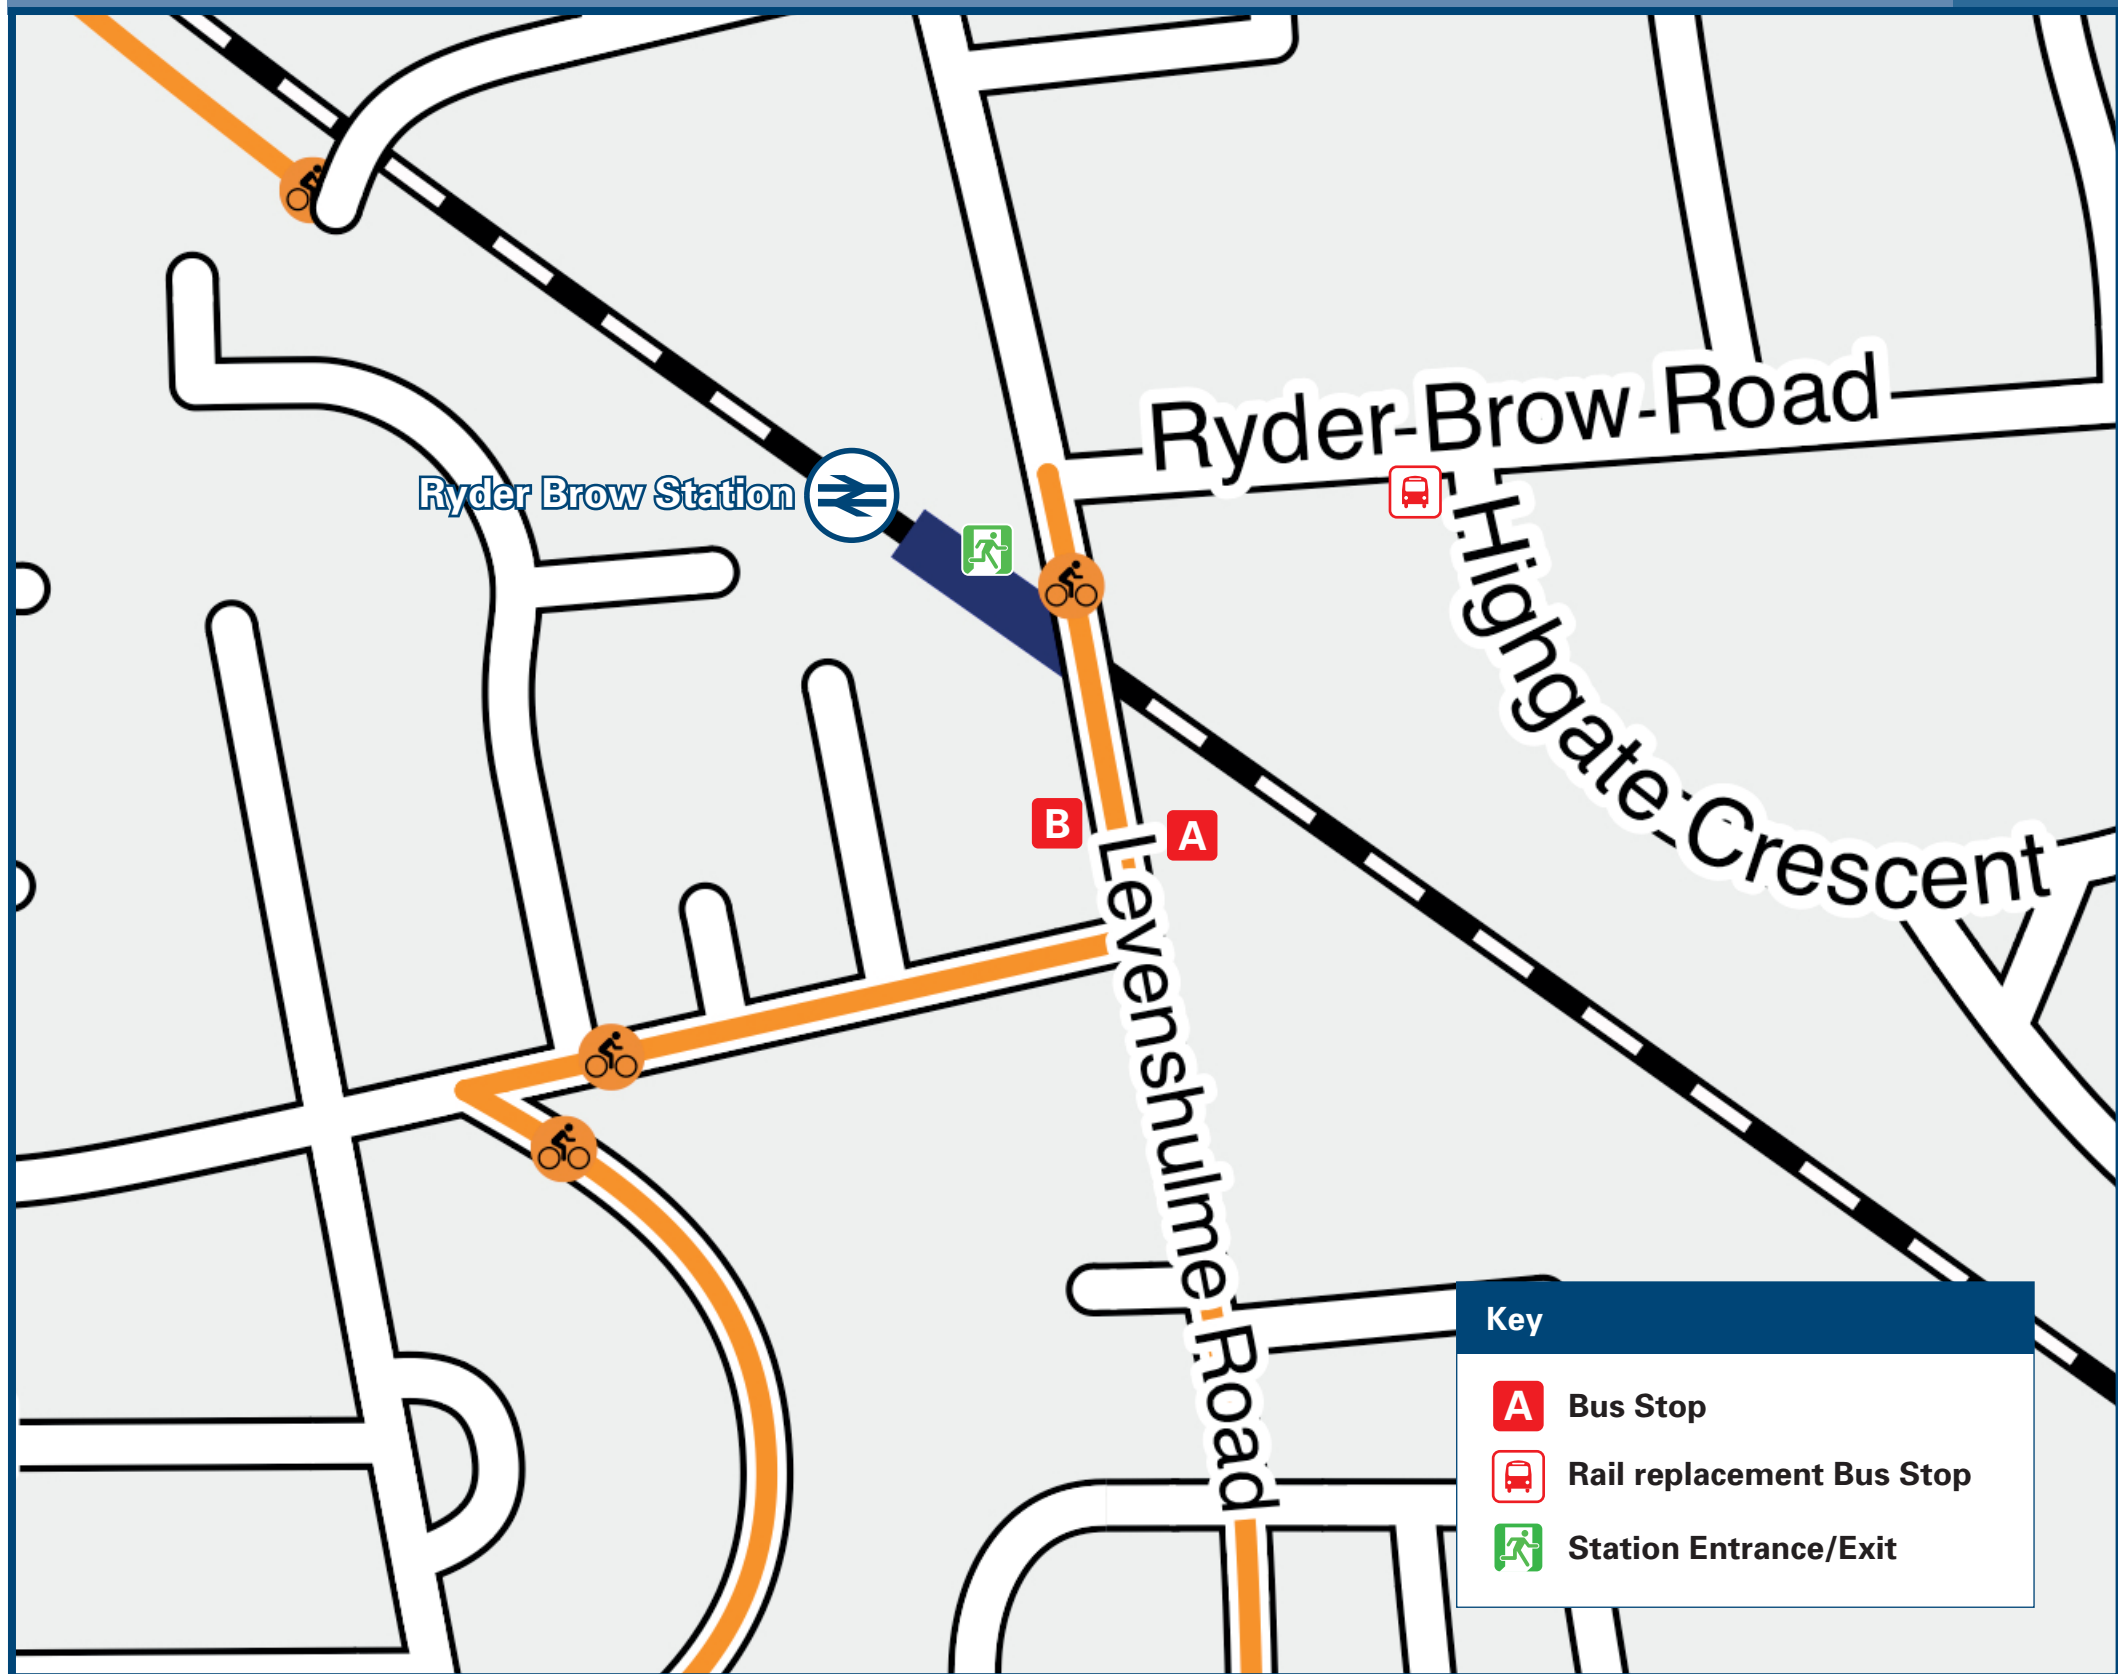 Ryder Brow Road
Ryder Brow Station
Highgate Crescent
B
A
Levenshulme Road
Key
A Bus Stop
Rail replacement Bus Stop
Station Entrance/Exit